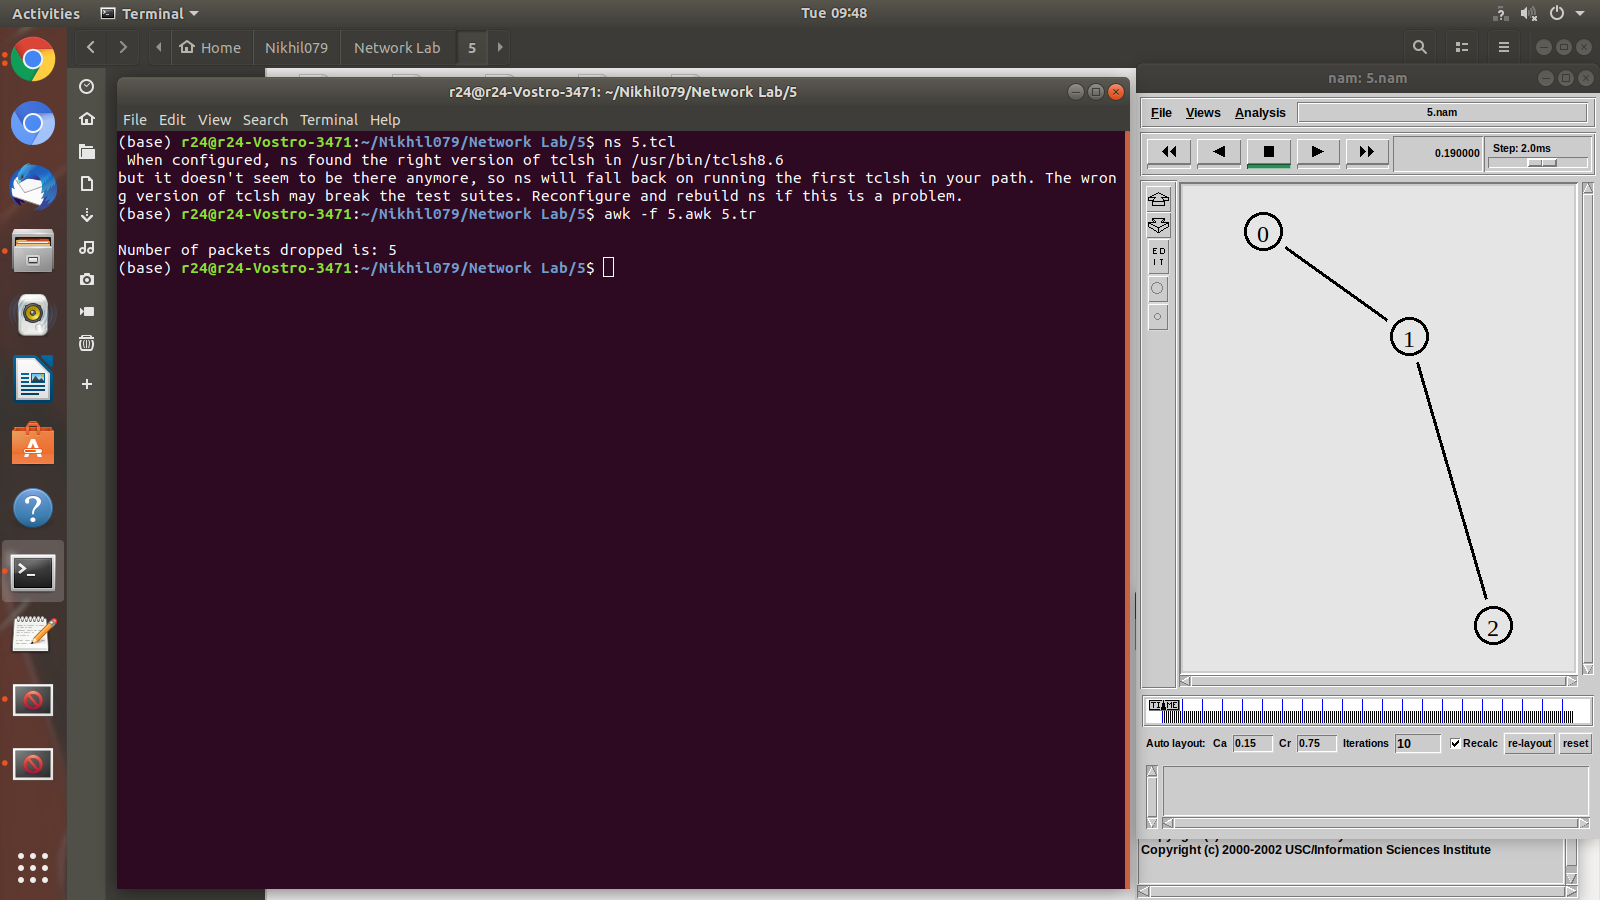 Activities
Terminal
Tue 09:48
Home
Nikhil079
Network Lab
5
r24@r24-Vostro-3471: ~/Nikhil079/Network Lab/5
File Edit View Search Terminal Help
(base) r24@r24-Vostro-3471:~/Nikhil079/Network Lab/5$ ns 5.tcl
When configured, ns found the right version of tclsh in /usr/bin/tclsh8.6
but it doesn't seem to be there anymore, so ns will fall back on running the first tclsh in your path. The wron
g version of tclsh may break the test suites. Reconfigure and rebuild ns if this is a problem.
(base) r24@r24-Vostro-3471:~/Nikhil079/Network Lab/5$ awk -f 5.awk 5.tr
Number of packets dropped is: 5
(base) r24@r24-Vostro-3471:~/Nikhil079/Network Lab/5$
nam: 5.nam
File Views Analysis
5.nam
0.190000
Step: 2.0ms
E D
I T
0
1
2
TIME
Auto layout: Ca 0.15 Cr 0.75 Iterations 10 Recalc re-layout reset
Copyright (c) 2000-2002 USC/Information Sciences Institute